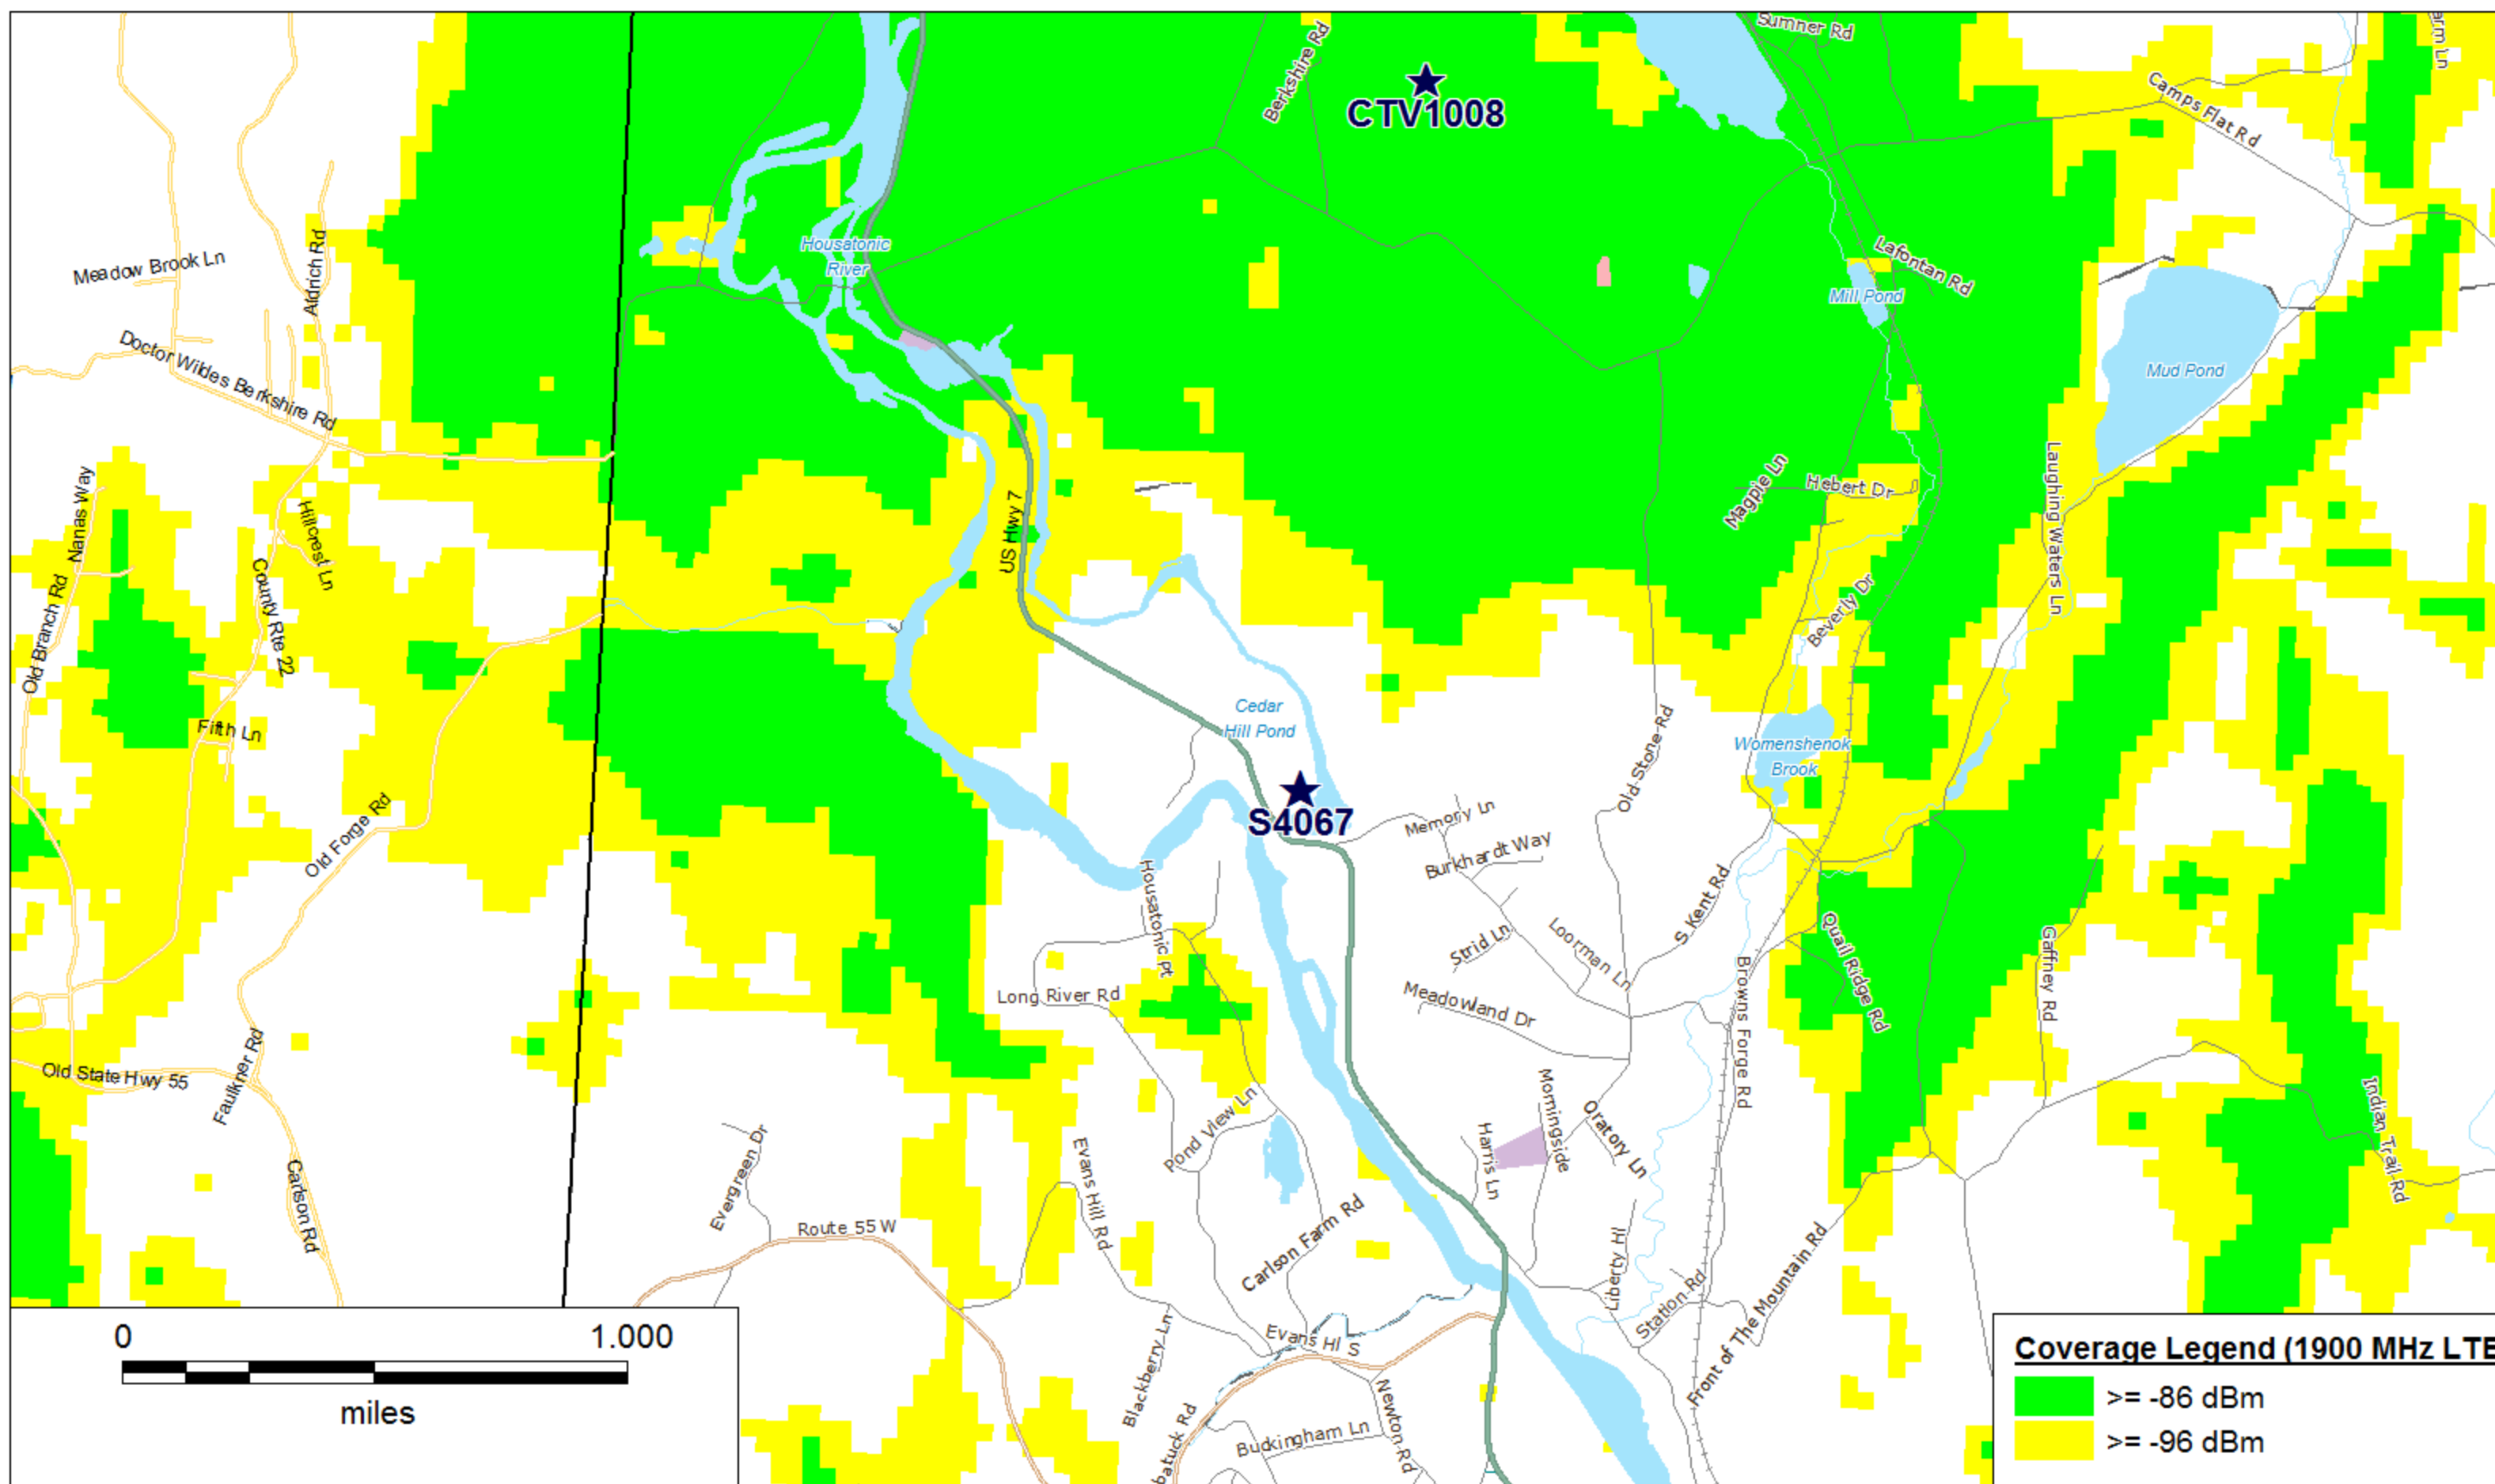 Sumner Rd
arm Ln
Berkshire Rd
CTV1008
Camps Flat Rd
Meadow Brook Ln
Aldrich Rd
Housatonic
River
Lafontan Rd
Mill Pond
Mud Pond
Doctor Wildes Berkshire Rd
Nanas Way
Hillcrest Ln
US Hwy 7
Magpie Ln
Hebert Dr
Laughing Waters Ln
Old Branch Rd
County Rte 22
Beverly Dr
Fifth Ln
Cedar
Hill Pond
Old Stone Rd
Womenshenok
Brook
Old Forge Rd
S4067
Memory Ln
Burkhardt Way
Housatonic Pt
S Kent Rd
Strid Ln
Loorman Ln
Quail Ridge Rd
Gaffney Rd
Long River Rd
Meadowland Dr
Browns Forge Rd
Old State Hwy 55
Faulkner Rd
Pond View Ln
Morningside
Oratory Ln
Harris Ln
Indian Trail Rd
Evergreen Dr
Evans Hill Rd
Carlson Rd
Route 55 W
Carlson Farm Rd
Liberty Hl
Station Rd
Front of The Mountain Rd
Evans Hl S
Blackberry Ln
Newton Rd
Buckingham Ln
batuck Rd
0 1.000
miles
Coverage Legend (1900 MHz LTE
>= -86 dBm
>= -96 dBm